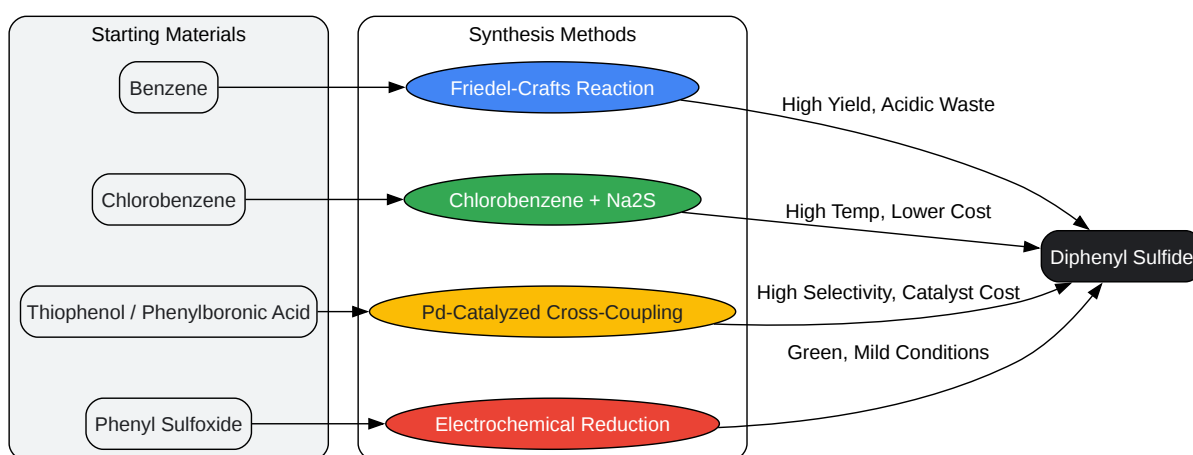 Starting Materials
Synthesis Methods
Benzene
Friedel-Crafts Reaction
High Yield, Acidic Waste
Chlorobenzene
Chlorobenzene + Na2S
High Temp, Lower Cost
Diphenyl Sulfide
Thiophenol / Phenylboronic Acid
Pd-Catalyzed Cross-Coupling
High Selectivity, Catalyst Cost
Green, Mild Conditions
Phenyl Sulfoxide
Electrochemical Reduction